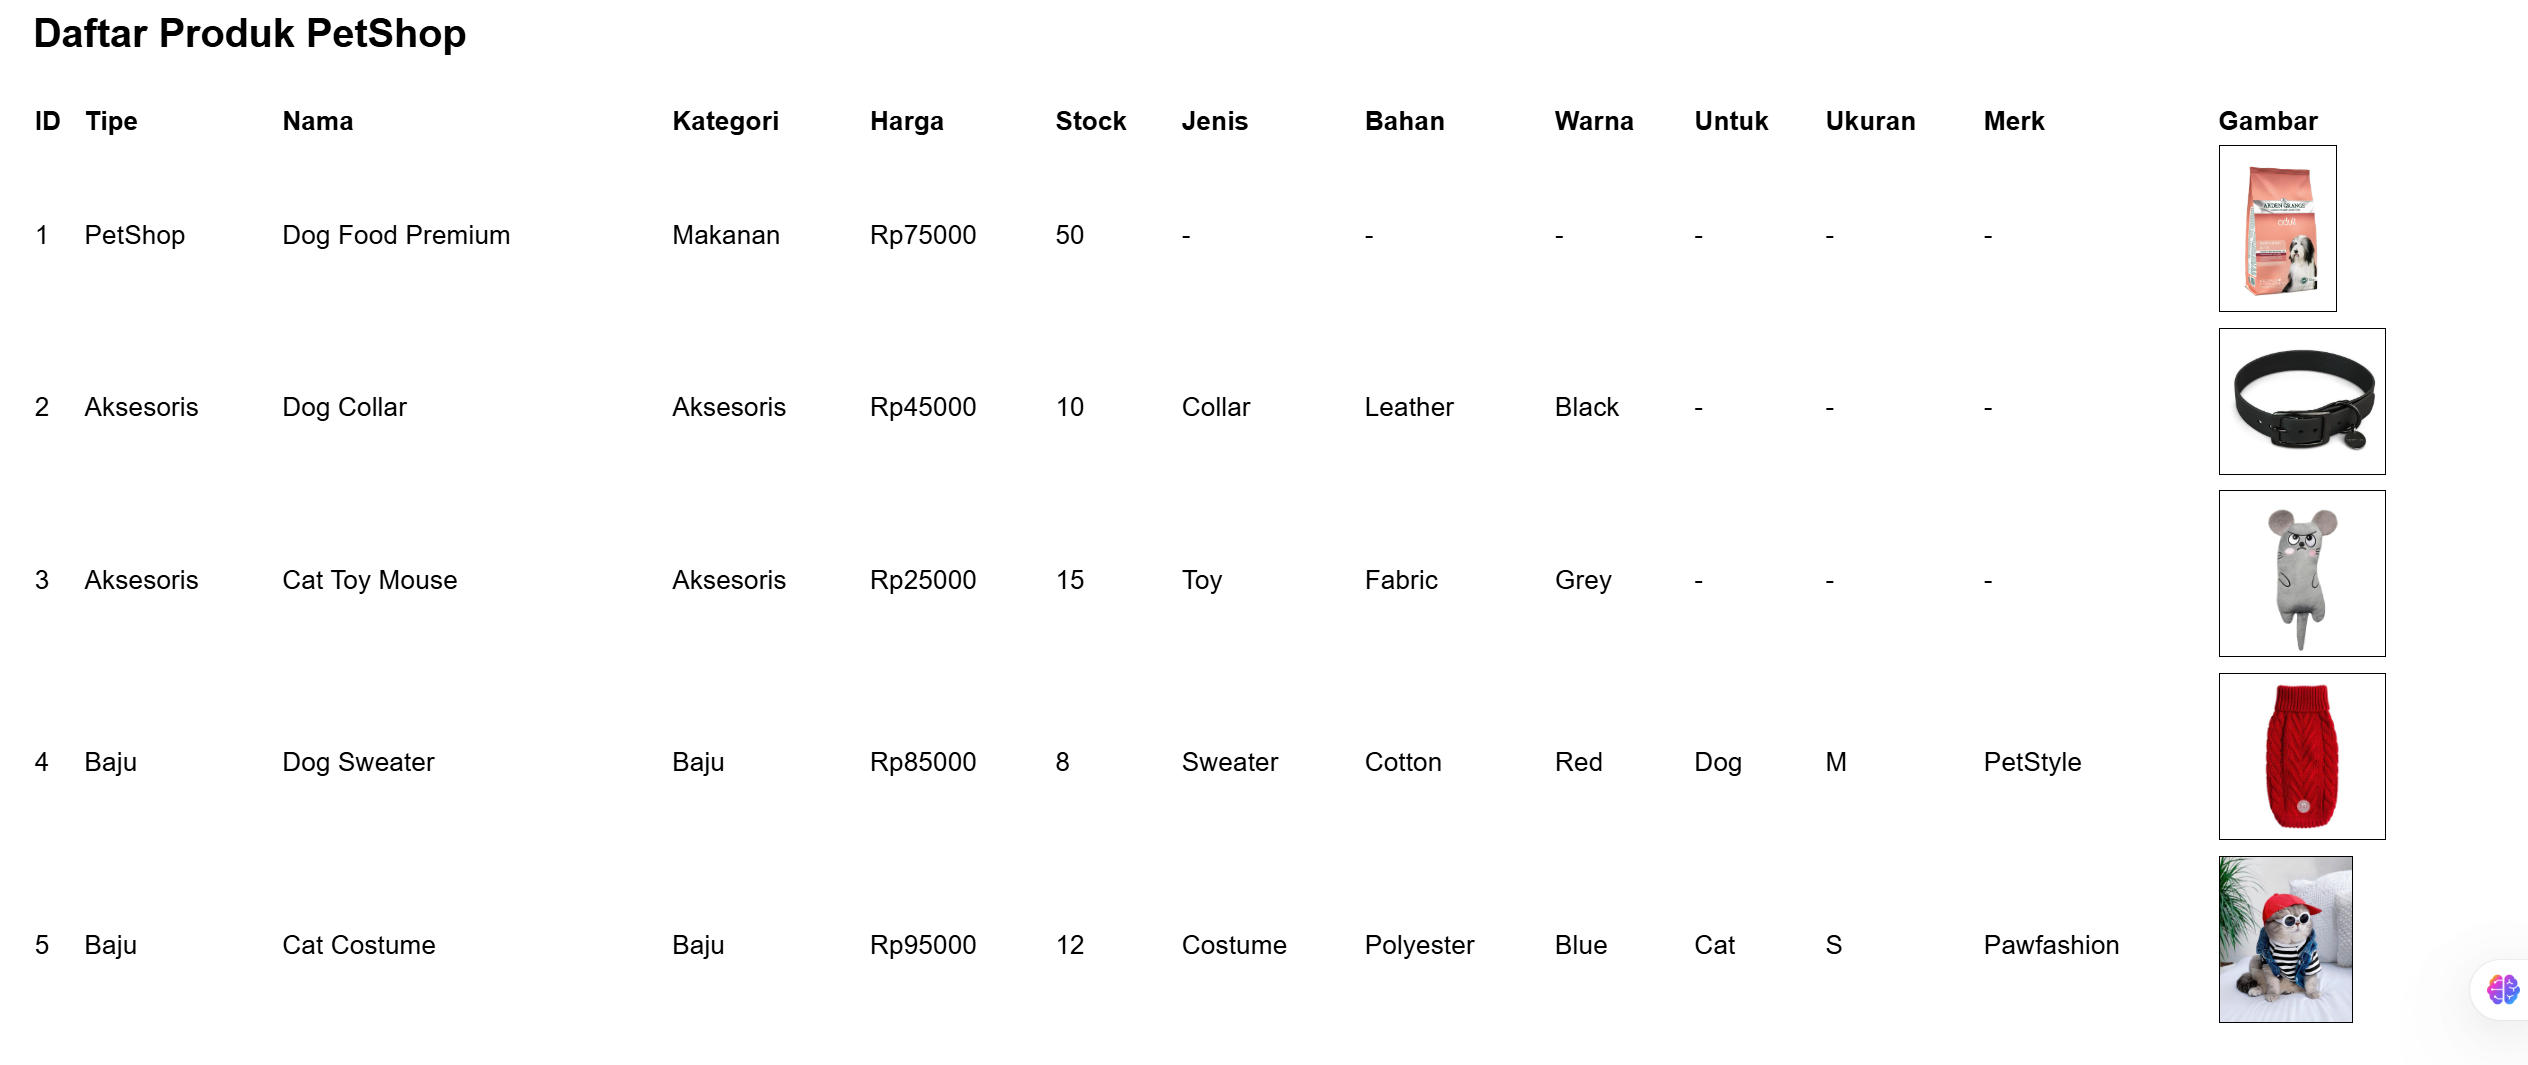 Daftar Produk PetShop
ID Tipe Nama Kategori Harga Stock Jenis Bahan Warna Untuk Ukuran Merk Gambar
1 PetShop Dog Food Premium Makanan Rp75000 50 - - - - - -
ARDEN GRANGE
adult
2 Aksesoris Dog Collar Aksesoris Rp45000 10 Collar Leather Black - - -
3 Aksesoris Cat Toy Mouse Aksesoris Rp25000 15 Toy Fabric Grey - - -
4 Baju Dog Sweater Baju Rp85000 8 Sweater Cotton Red Dog M PetStyle
5 Baju Cat Costume Baju Rp95000 12 Costume Polyester Blue Cat S Pawfashion